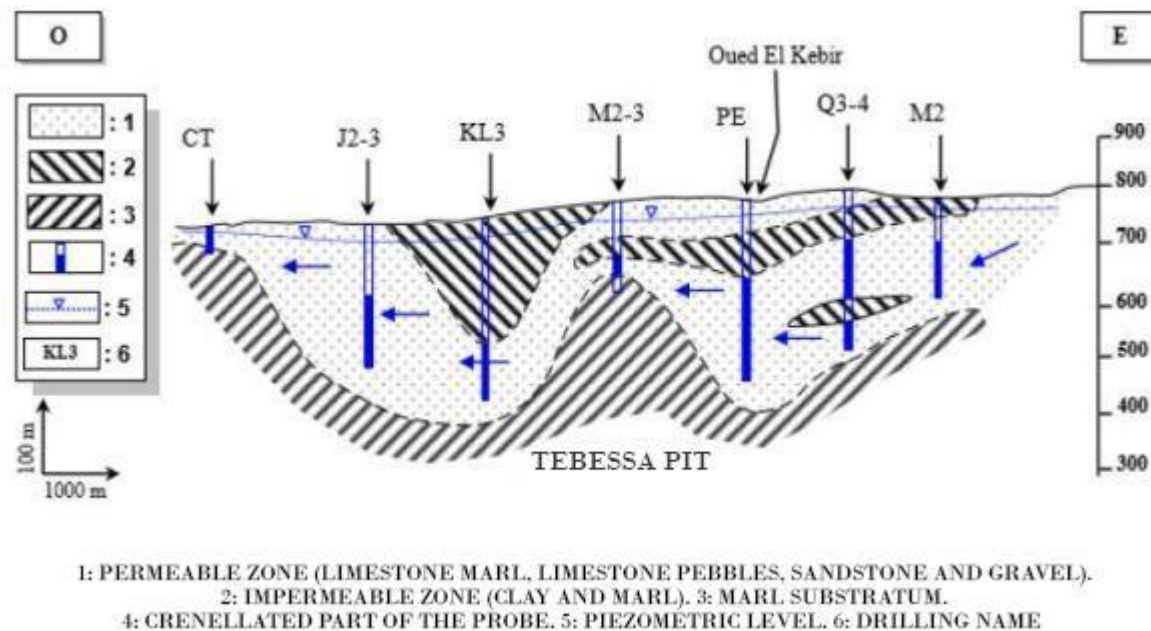 O
E
Oued El Kebir
CT
J2-3
KL3
M2-3
PE
Q3-4
M2
: 1
: 2
: 3
: 4
: 5
KL3 : 6
900
800
700
600
500
400
300
100 m
1000 m
TEBESSA PIT
1: PERMEABLE ZONE (LIMESTONE MARL, LIMESTONE PEBBLES, SANDSTONE AND GRAVEL).
2: IMPERMEABLE ZONE (CLAY AND MARL). 3: MARL SUBSTRATUM.
4: CRENELLATED PART OF THE PROBE. 5: PIEZOMETRIC LEVEL. 6: DRILLING NAME